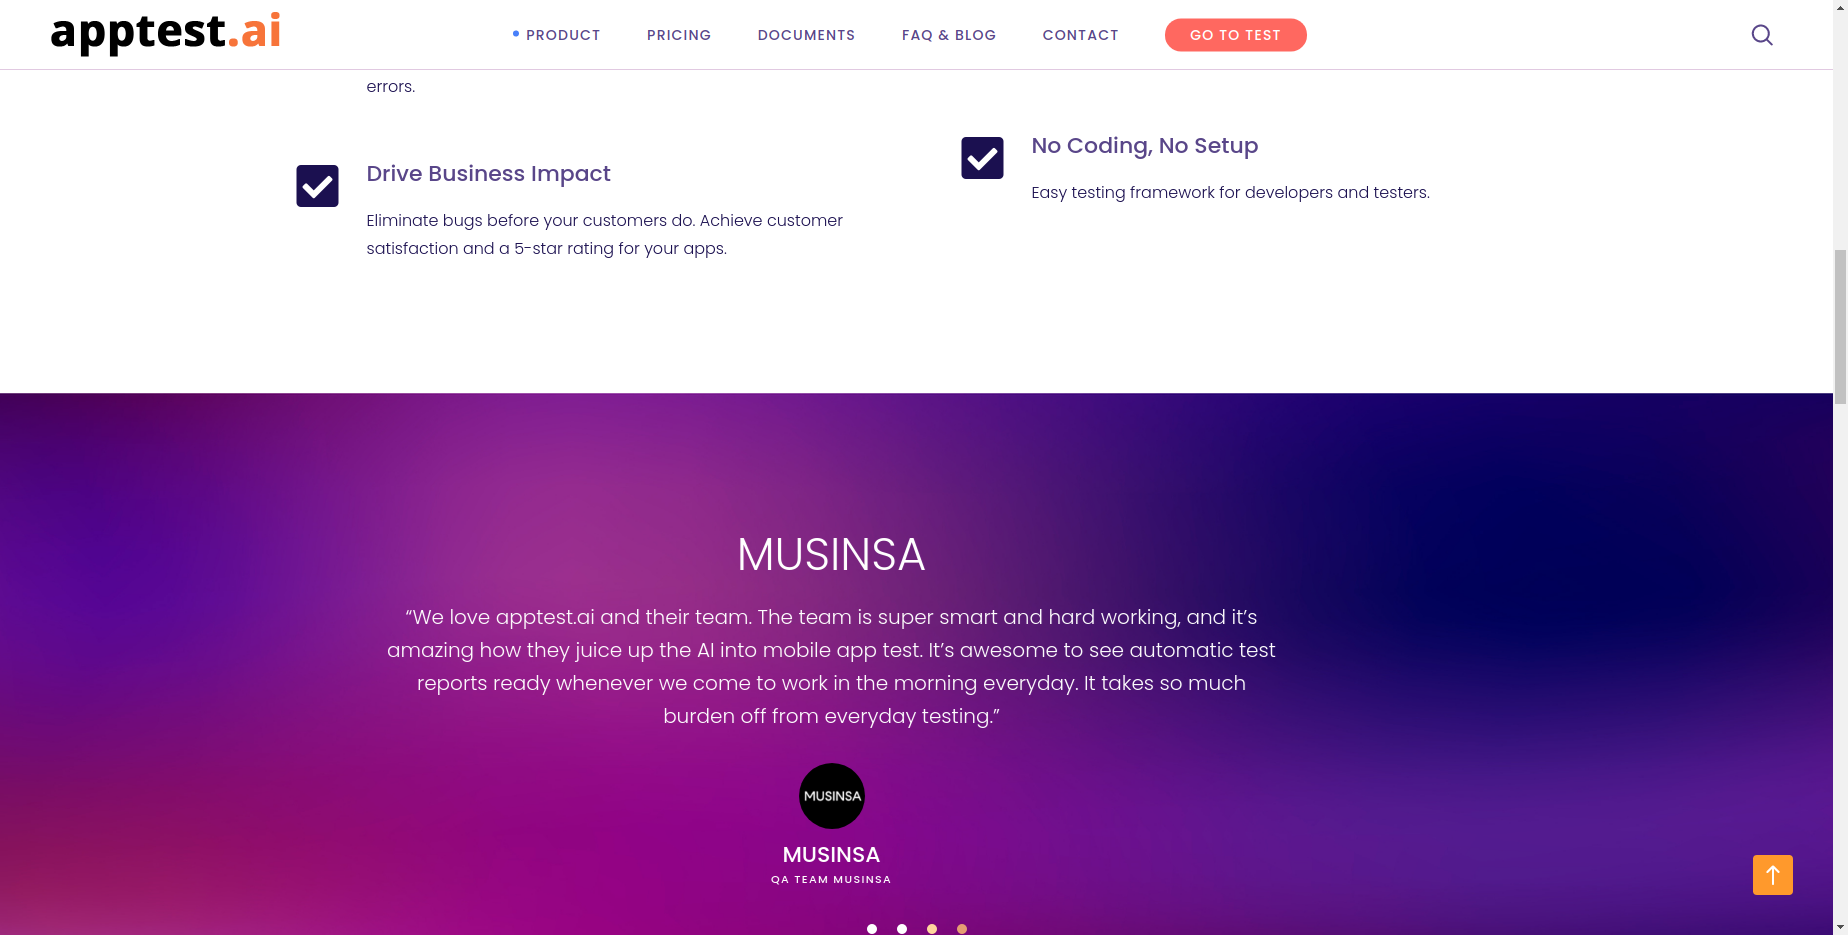 apptest.ai
PRODUCT
PRICING
DOCUMENTS
FAQ & BLOG
CONTACT
GO TO TEST
errors.
Drive Business Impact
Eliminate bugs before your customers do. Achieve customer
satisfaction and a 5-star rating for your apps.
No Coding, No Setup
Easy testing framework for developers and testers.
MUSINSA
“We love apptest.ai and their team. The team is super smart and hard working, and it’s
amazing how they juice up the AI into mobile app test. It’s awesome to see automatic test
reports ready whenever we come to work in the morning everyday. It takes so much
burden off from everyday testing.”
MUSINSA
MUSINSA
QA TEAM MUSINSA